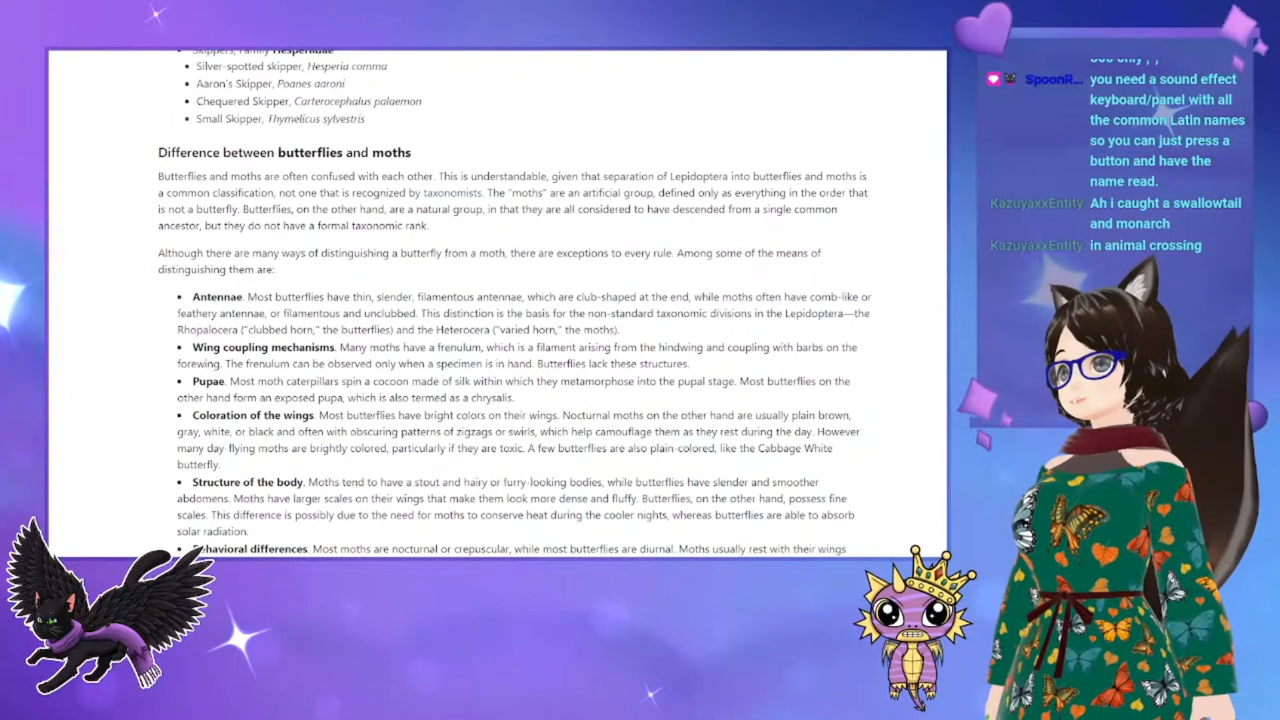 Skippers, Family Hesperiidae
Silver-spotted skipper, Hesperia comma
Aaron's Skipper, Poanes aaroni
Chequered Skipper, Carterocephalus palaemon
Small Skipper, Thymelicus sylvestris
Difference between butterflies and moths
Butterflies and moths are often confused with each other. This is understandable, given that separation of Lepidoptera into butterflies and moths is
a common classification, not one that is recognized by taxonomists. The "moths" are an artificial group, defined only as everything in the order that
is not a butterfly. Butterflies, on the other hand, are a natural group, in that they are all considered to have descended from a single common
ancestor, but they do not have a formal taxonomic rank.
Although there are many ways of distinguishing a butterfly from a moth, there are exceptions to every rule. Among some of the means of
distinguishing them are:
Antennae. Most butterflies have thin, slender, filamentous antennae, which are club-shaped at the end, while moths often have comb-like or
feathery antennae, or filamentous and unclubbed. This distinction is the basis for the non-standard taxonomic divisions in the Lepidoptera—the
Rhopalocera ("clubbed horn," the butterflies) and the Heterocera ("varied horn," the moths).
Wing coupling mechanisms. Many moths have a frenulum, which is a filament arising from the hindwing and coupling with barbs on the
forewing. The frenulum can be observed only when a specimen is in hand. Butterflies lack these structures.
Pupae. Most moth caterpillars spin a cocoon made of silk within which they metamorphose into the pupal stage. Most butterflies on the
other hand form an exposed pupa, which is also termed as a chrysalis.
Coloration of the wings. Most butterflies have bright colors on their wings. Nocturnal moths on the other hand are usually plain brown,
gray, white, or black and often with obscuring patterns of zigzags or swirls, which help camouflage them as they rest during the day. However
many day-flying moths are brightly colored, particularly if they are toxic. A few butterflies are also plain-colored, like the Cabbage White
butterfly.
Structure of the body. Moths tend to have a stout and hairy or furry-looking bodies, while butterflies have slender and smoother
abdomens. Moths have larger scales on their wings that make them look more dense and fluffy. Butterflies, on the other hand, possess fine
scales. This difference is possibly due to the need for moths to conserve heat during the cooler nights, whereas butterflies are able to absorb
solar radiation.
Behavioral differences. Most moths are nocturnal or crepuscular, while most butterflies are diurnal. Moths usually rest with their wings
SpoonR... you need a sound effect
keyboard/panel with all
the common Latin names
so you can just press a
button and have the
name read.
KazuyaxxEntity Ah i caught a swallowtail
and monarch
KazuyaxxEntity in animal crossing